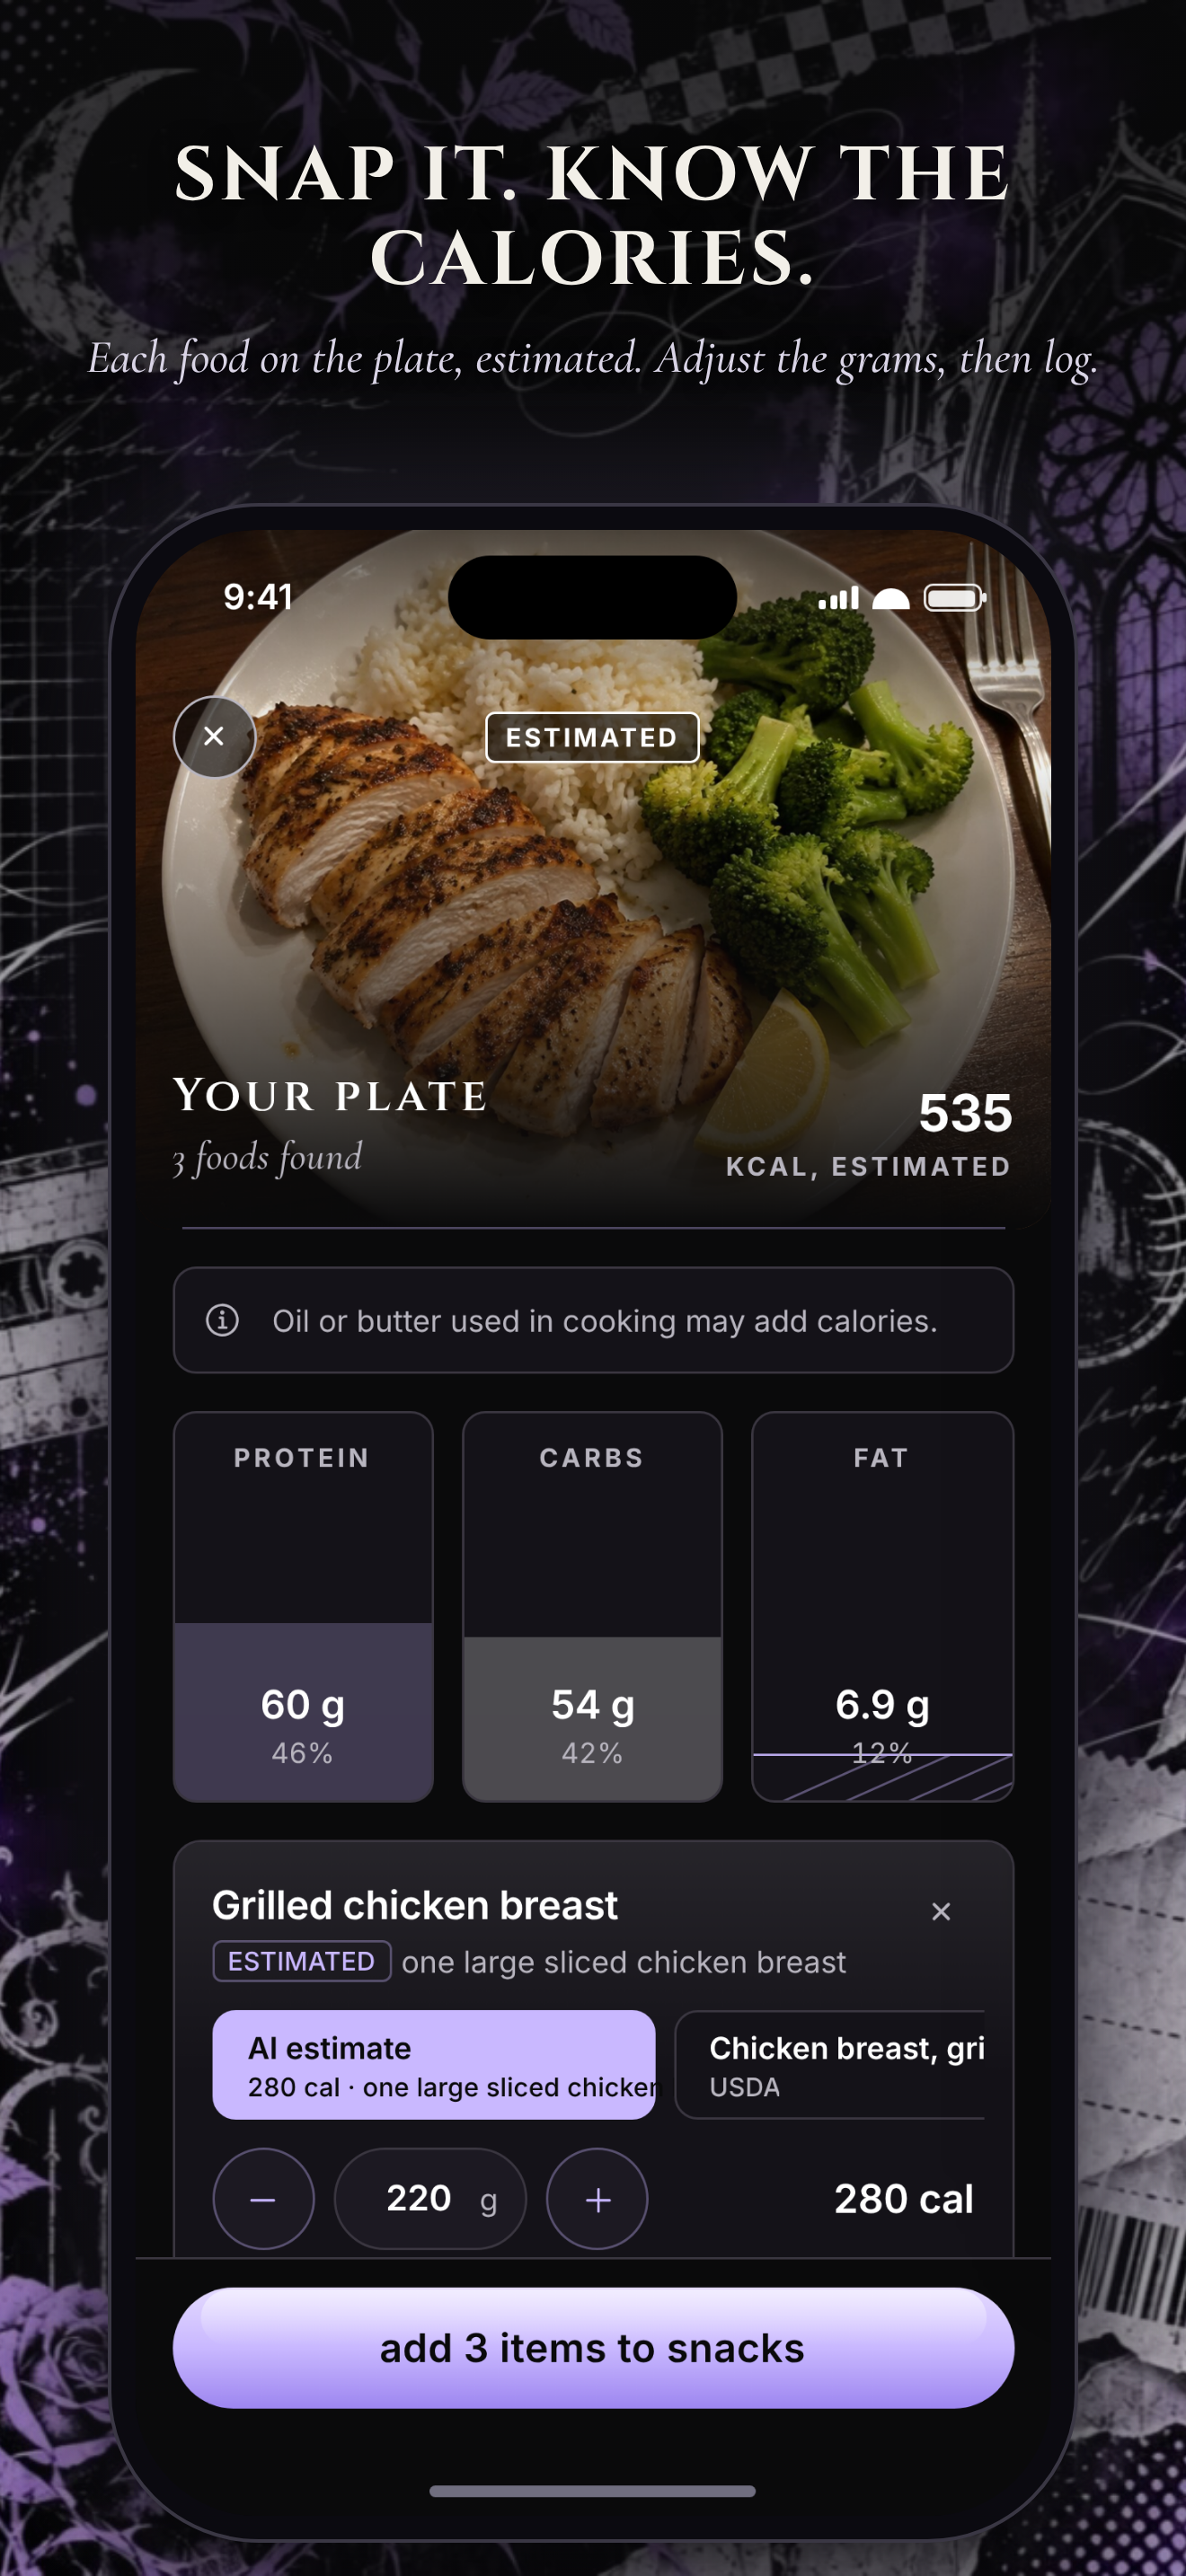 SNAP IT. KNOW THE
CALORIES.
Each food on the plate, estimated. Adjust the grams, then log.
9:41
ESTIMATED
YOUR PLATE
3 foods found
535
KCAL, ESTIMATED
Oil or butter used in cooking may add calories.
PROTEIN
60 g
46%
CARBS
54 g
42%
FAT
6.9 g
12%
Grilled chicken breast
ESTIMATED one large sliced chicken breast
AI estimate
280 cal · one large sliced chicken
Chicken breast, gri
USDA
220 g
280 cal
add 3 items to snacks